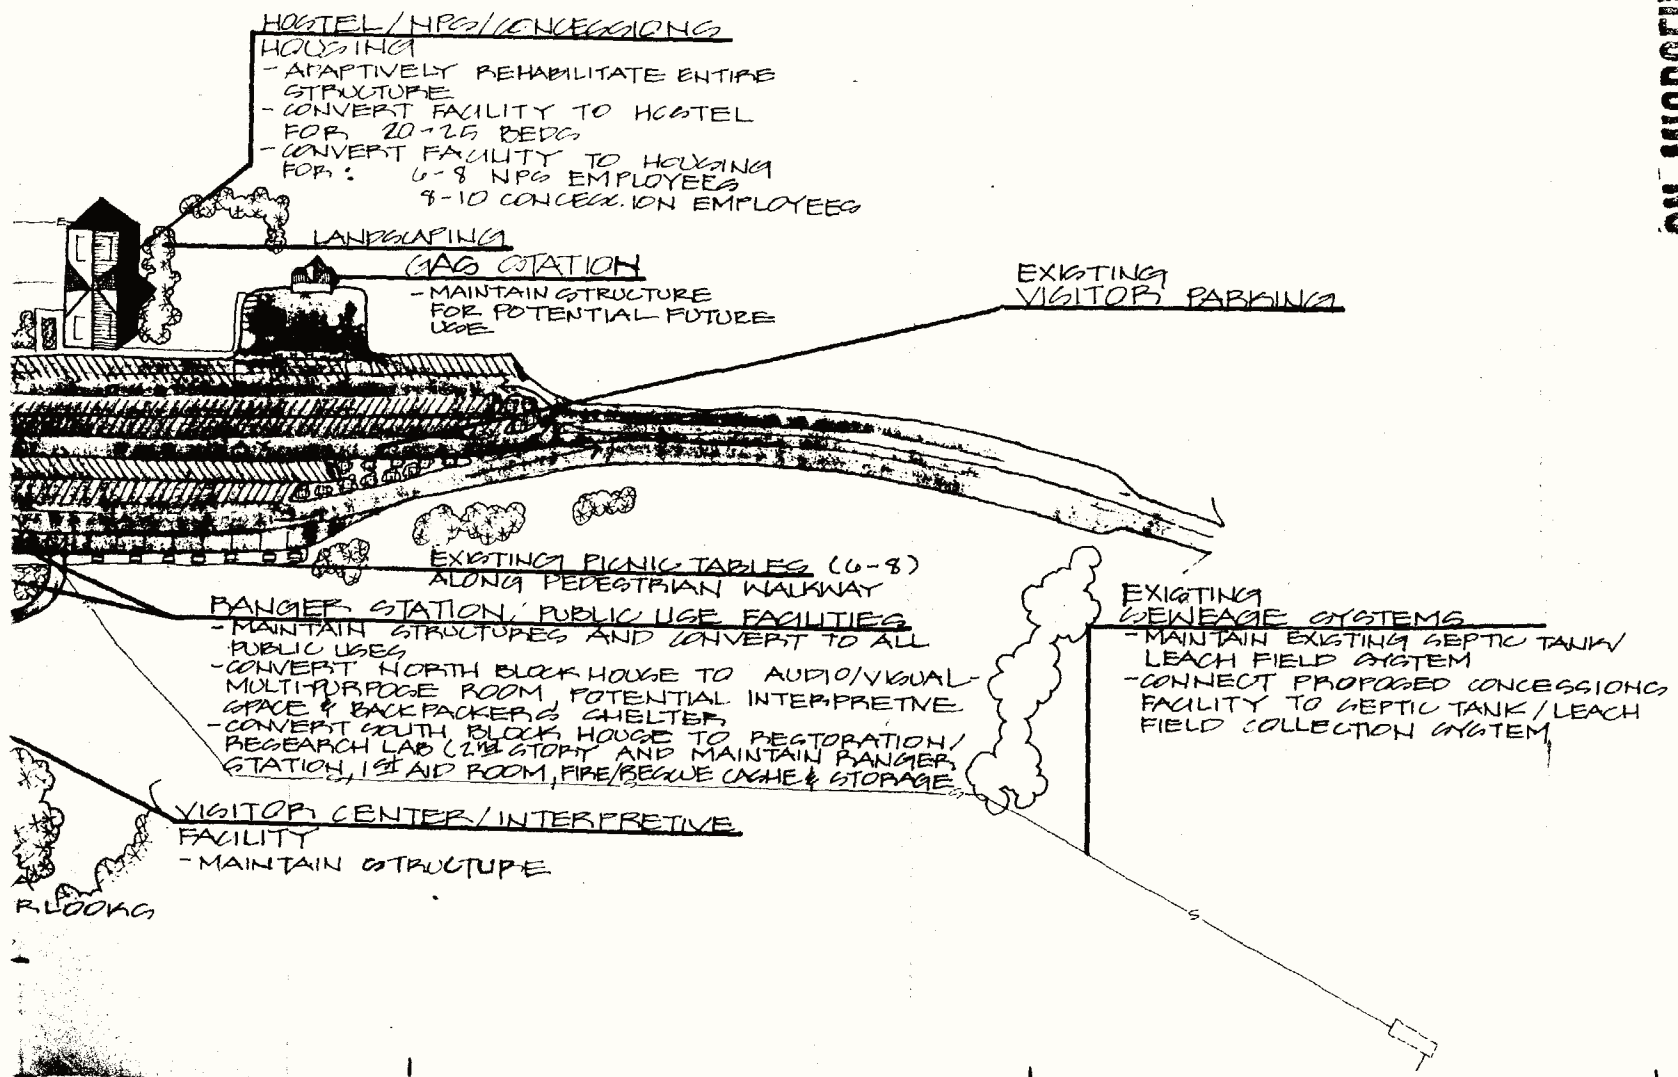 HOSTEL/NPS/CONCESSIONS
HOUSING
- ADAPTIVELY REHABILITATE ENTIRE
STRUCTURE
- CONVERT FACILITY TO HOSTEL
FOR 20-25 BEDS
- CONVERT FACILITY TO HOUSING
FOR: 6-8 NPS EMPLOYEES
8-10 CONCESSION EMPLOYEES
LANDSCAPING
GAS STATION
- MAINTAIN STRUCTURE
FOR POTENTIAL FUTURE
USE
EXISTING
VISITOR PARKING
EXISTING PICNIC TABLES (6-8)
ALONG PEDESTRIAN WALKWAY
RANGER STATION, PUBLIC USE FACILITIES
- MAINTAIN STRUCTURES AND CONVERT TO ALL
PUBLIC USES
- CONVERT NORTH BLOCK HOUSE TO AUDIO/VISUAL-
MULTI-PURPOSE ROOM, POTENTIAL INTERPRETIVE
SPACE & BACKPACKERS SHELTER
- CONVERT SOUTH BLOCK HOUSE TO RESTORATION/
RESEARCH LAB (2nd STORY AND MAINTAIN RANGER
STATION, 1st AID ROOM, FIRE/RESCUE CACHE & STORAGE
EXISTING
SEWEAGE SYSTEMS
- MAINTAIN EXISTING SEPTIC TANK/
LEACH FIELD SYSTEM
- CONNECT PROPOSED CONCESSIONS
FACILITY TO SEPTIC TANK/LEACH
FIELD COLLECTION SYSTEM
VISITOR CENTER/INTERPRETIVE
FACILITY
- MAINTAIN STRUCTURE
RLOOKS
S